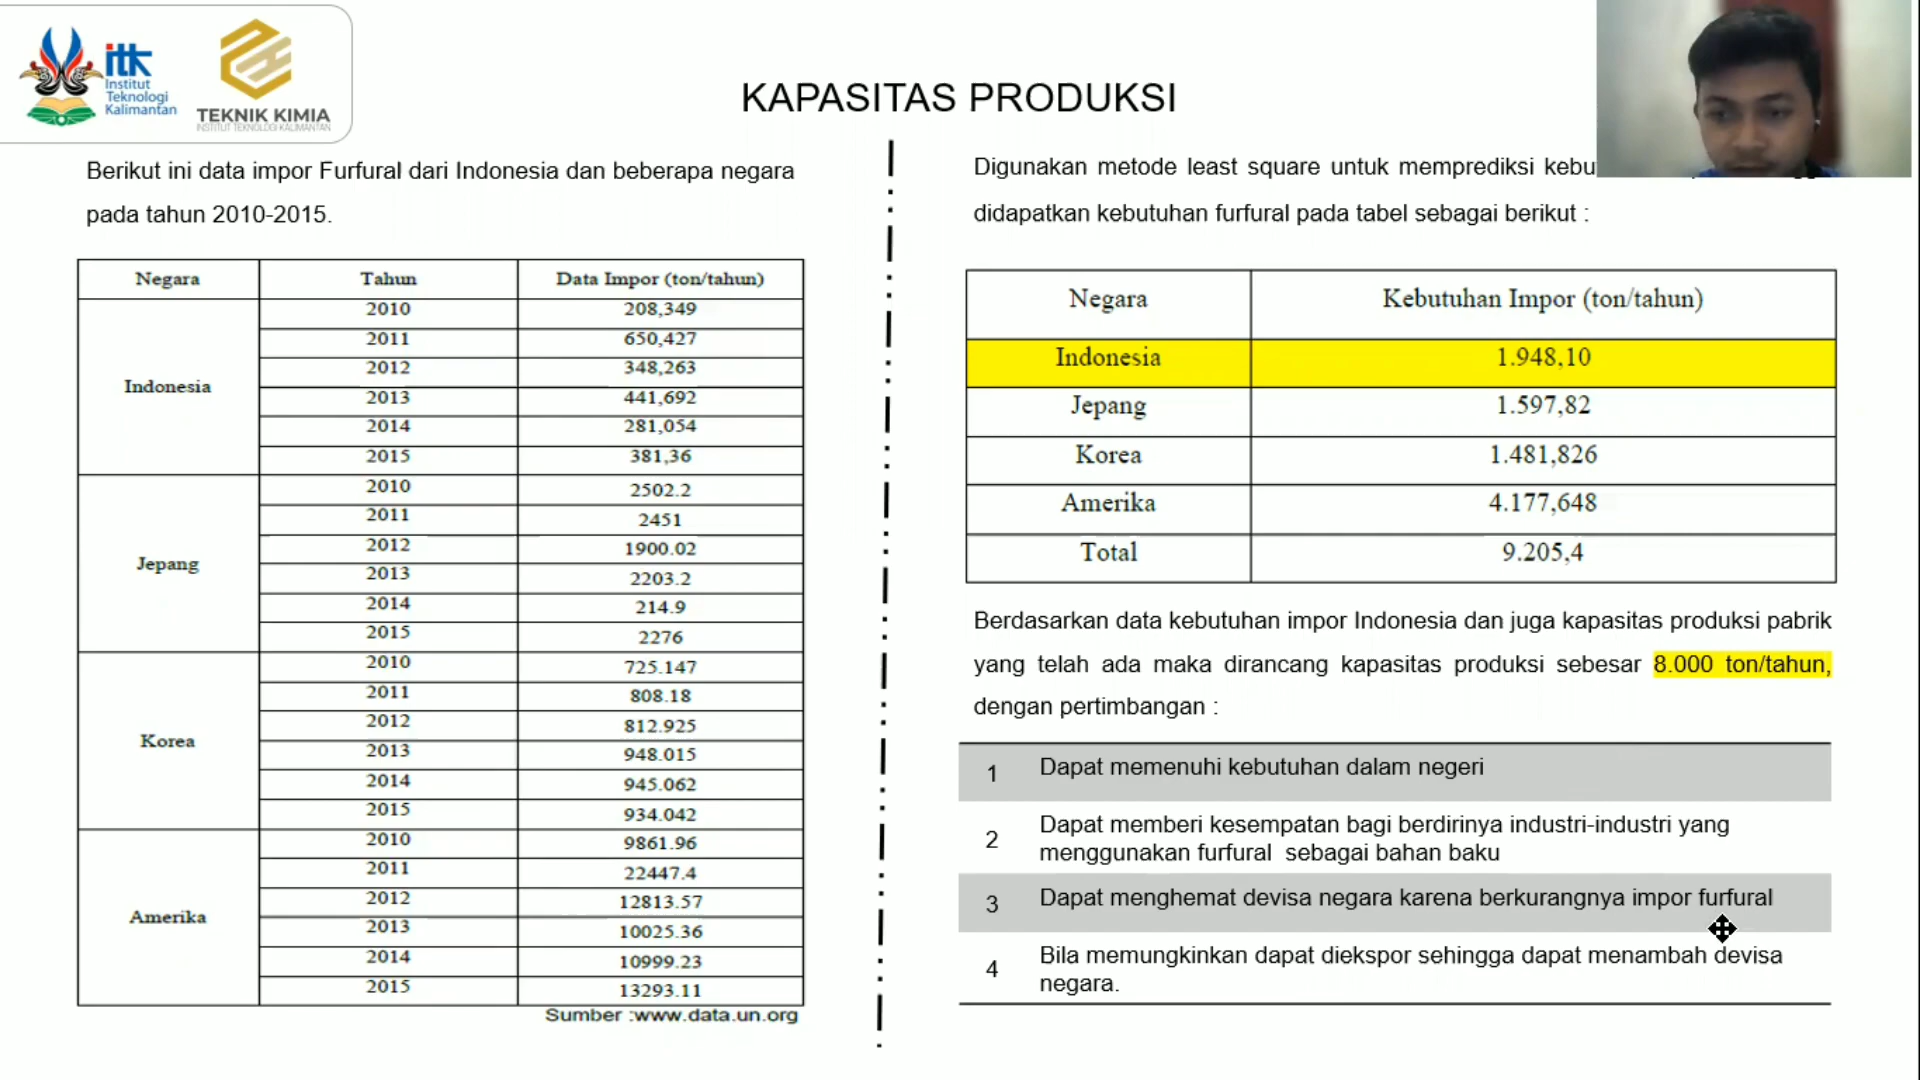 itk
Institut
Teknologi
Kalimantan
TEKNIK KIMIA
INSTITUT TEKNOLOGI KALIMANTAN
KAPASITAS PRODUKSI
Berikut ini data impor Furfural dari Indonesia dan beberapa negara
pada tahun 2010-2015.
Negara Tahun Data Impor (ton/tahun)
Indonesia
2010 208,349
2011 650,427
2012 348,263
2013 441,692
2014 281,054
2015 381,36
Jepang
2010 2502.2
2011 2451
2012 1900.02
2013 2203.2
2014 214.9
2015 2276
Korea
2010 725.147
2011 808.18
2012 812.925
2013 948.015
2014 945.062
2015 934.042
Amerika
2010 9861.96
2011 22447.4
2012 12813.57
2013 10025.36
2014 10999.23
2015 13293.11
Sumber :www.data.un.org
Digunakan metode least square untuk memprediksi
didapatkan kebutuhan furfural pada tabel sebagai berikut :
Negara Kebutuhan Impor (ton/tahun)
Indonesia 1.948,10
Jepang 1.597,82
Korea 1.481,826
Amerika 4.177,648
Total 9.205,4
Berdasarkan data kebutuhan impor Indonesia dan juga kapasitas produksi pabrik
yang telah ada maka dirancang kapasitas produksi sebesar 8.000 ton/tahun,
dengan pertimbangan :
1 Dapat memenuhi kebutuhan dalam negeri
2 Dapat memberi kesempatan bagi berdirinya industri-industri yang
menggunakan furfural sebagai bahan baku
3 Dapat menghemat devisa negara karena berkurangnya impor furfural
4 Bila memungkinkan dapat diekspor sehingga dapat menambah devisa
negara.